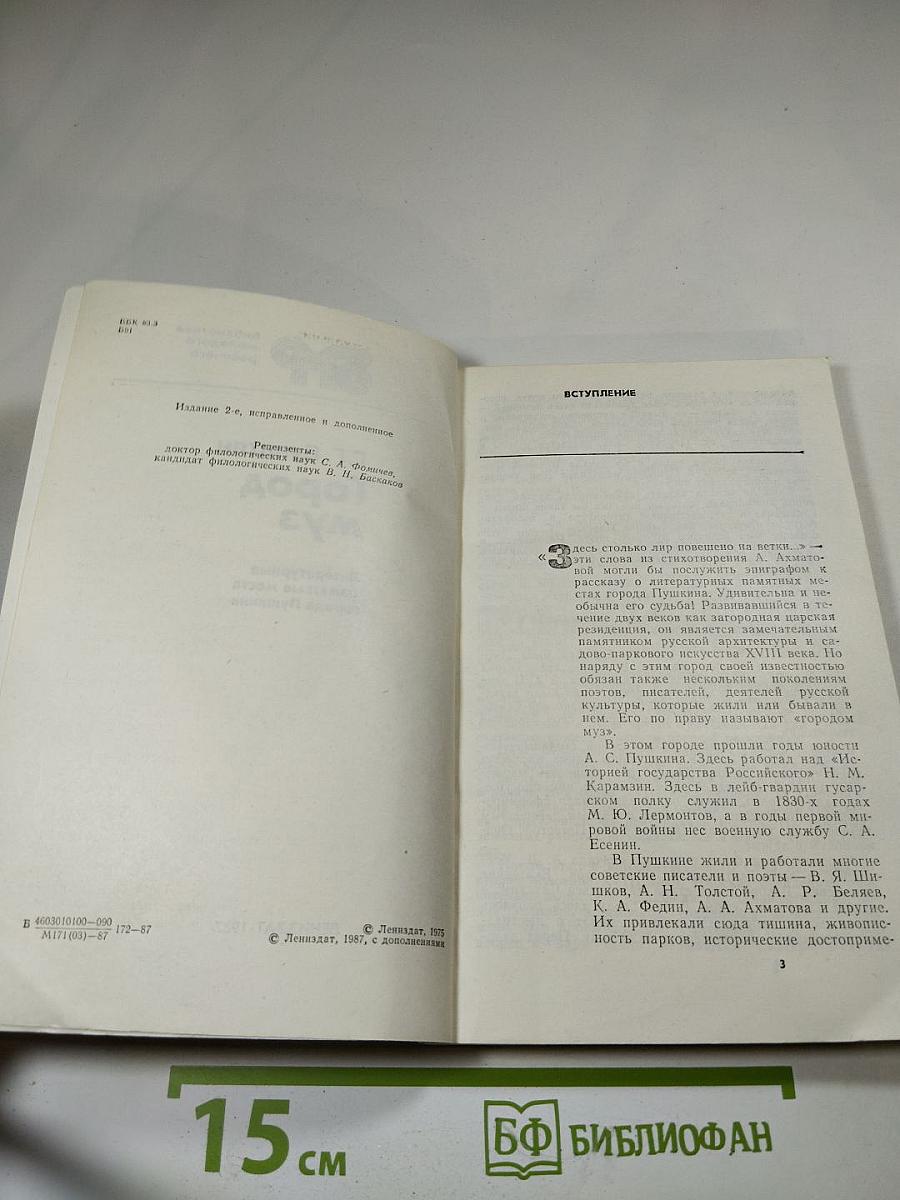 ББК 83.3
Б91
Издание 2-е, исправленное и дополненное
Рецензенты:
доктор филологических наук С. А. Фомичев,
кандидат филологических наук В. Н. Баскаков
Б 4603010100—090 172—87
М171(03)—87
© Лениздат, 1975
© Лениздат, 1987, с дополнениями
ВСТУПЛЕНИЕ
«Здесь столько лир повешено на ветки...» —
эти слова из стихотворения А. Ахмато-
вой могли бы послужить эпиграфом к
рассказу о литературных памятных ме-
стах города Пушкина. Удивительна и не-
обычна его судьба! Развивавшийся в те-
чение двух веков как загородная царская
резиденция, он является замечательным
памятником русской архитектуры и са-
дово-паркового искусства XVIII века. Но
наряду с этим город своей известностью
обязан также нескольким поколениям
поэтов, писателей, деятелей русской
культуры, которые жили или бывали в
нем. Его по праву называют «городом
муз».
В этом городе прошли годы юности
А. С. Пушкина. Здесь работал над «Ис-
торией государства Российского» Н. М.
Карамзин. Здесь в лейб-гвардии гусар-
ском полку служил в 1830-х годах
М. Ю. Лермонтов, а в годы первой ми-
ровой войны нес военную службу С. А.
Есенин.
В Пушкине жили и работали многие
советские писатели и поэты — В. Я. Ши-
шков, А. Н. Толстой, А. Р. Беляев,
К. А. Федин, А. А. Ахматова и другие.
Их привлекали сюда тишина, живопис-
ность парков, исторические достоприме-
3
15 см
БФ БИБЛИОФАН